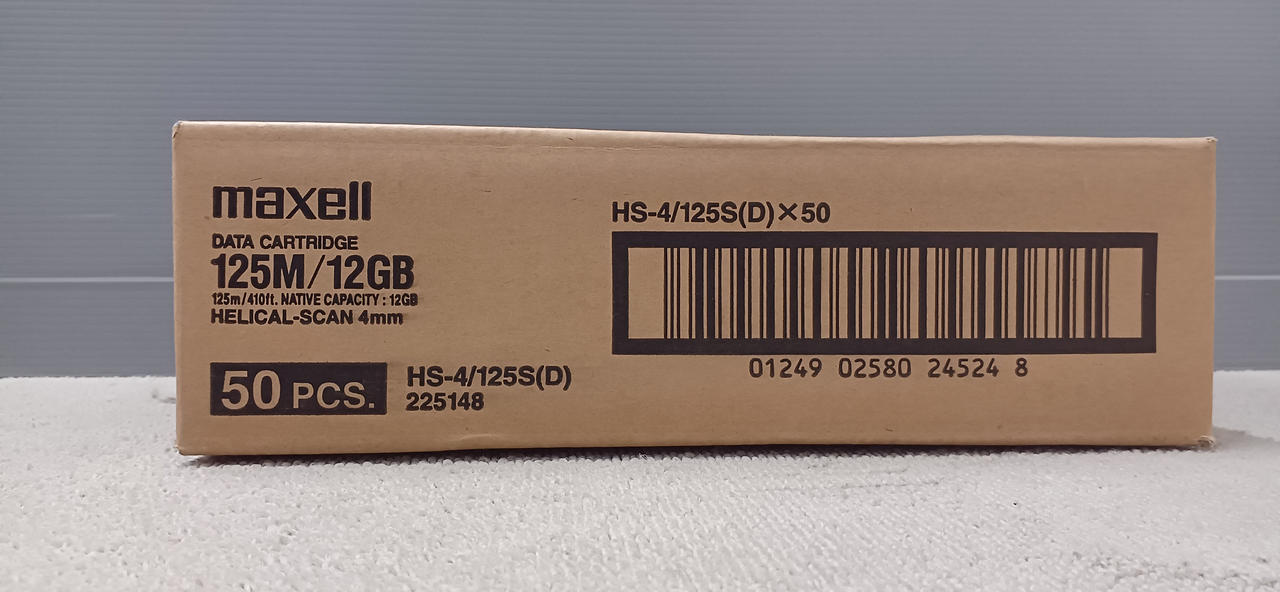 maxell
DATA CARTRIDGE
125M/12GB
125m/410ft. NATIVE CAPACITY : 12GB
HELICAL-SCAN 4mm
50 PCS.
HS-4/125S(D)
225148
HS-4/125S(D)×50
01249 02580 24524 8